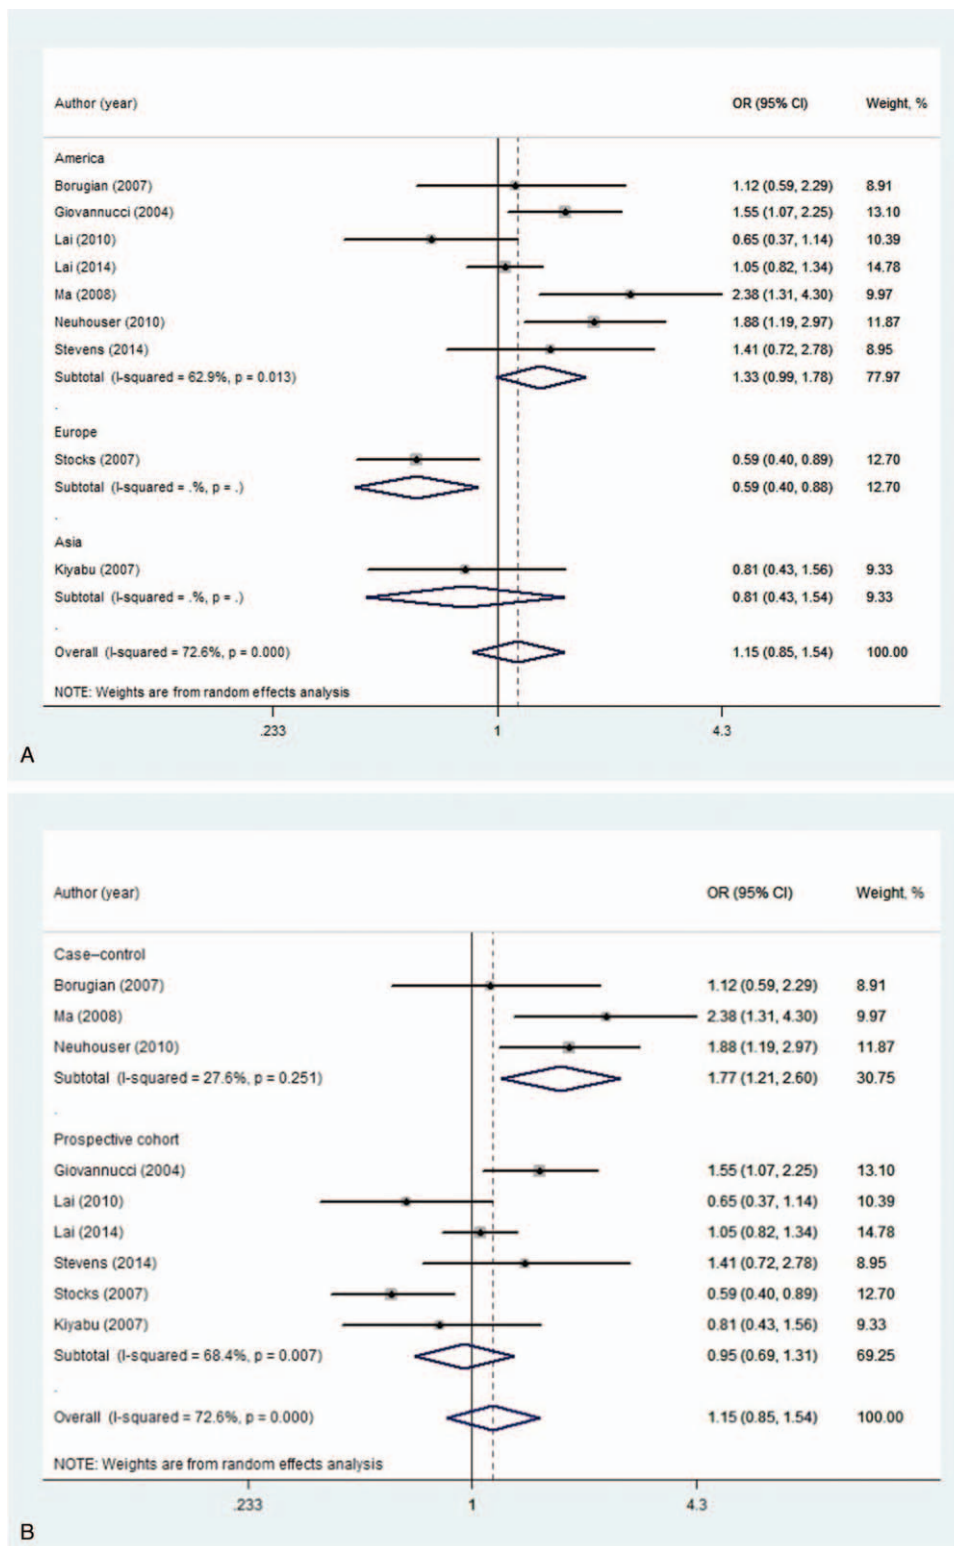 Author (year) OR (95% CI) Weight, %
America
Borugian (2007) 1.12 (0.59, 2.29) 8.91
Giovannucci (2004) 1.55 (1.07, 2.25) 13.10
Lai (2010) 0.65 (0.37, 1.14) 10.39
Lai (2014) 1.05 (0.82, 1.34) 14.78
Ma (2008) 2.38 (1.31, 4.30) 9.97
Neuhouser (2010) 1.88 (1.19, 2.97) 11.87
Stevens (2014) 1.41 (0.72, 2.78) 8.95
Subtotal (I-squared = 62.9%, p = 0.013) 1.33 (0.99, 1.78) 77.97
.
Europe
Stocks (2007) 0.59 (0.40, 0.89) 12.70
Subtotal (I-squared = .%, p = .) 0.59 (0.40, 0.88) 12.70
.
Asia
Kiyabu (2007) 0.81 (0.43, 1.56) 9.33
Subtotal (I-squared = .%, p = .) 0.81 (0.43, 1.54) 9.33
.
Overall (I-squared = 72.6%, p = 0.000) 1.15 (0.85, 1.54) 100.00
NOTE: Weights are from random effects analysis
.233 1 4.3
A
Author (year) OR (95% CI) Weight, %
Case–control
Borugian (2007) 1.12 (0.59, 2.29) 8.91
Ma (2008) 2.38 (1.31, 4.30) 9.97
Neuhouser (2010) 1.88 (1.19, 2.97) 11.87
Subtotal (I-squared = 27.6%, p = 0.251) 1.77 (1.21, 2.60) 30.75
.
Prospective cohort
Giovannucci (2004) 1.55 (1.07, 2.25) 13.10
Lai (2010) 0.65 (0.37, 1.14) 10.39
Lai (2014) 1.05 (0.82, 1.34) 14.78
Stevens (2014) 1.41 (0.72, 2.78) 8.95
Stocks (2007) 0.59 (0.40, 0.89) 12.70
Kiyabu (2007) 0.81 (0.43, 1.56) 9.33
Subtotal (I-squared = 68.4%, p = 0.007) 0.95 (0.69, 1.31) 69.25
.
Overall (I-squared = 72.6%, p = 0.000) 1.15 (0.85, 1.54) 100.00
NOTE: Weights are from random effects analysis
.233 1 4.3
B